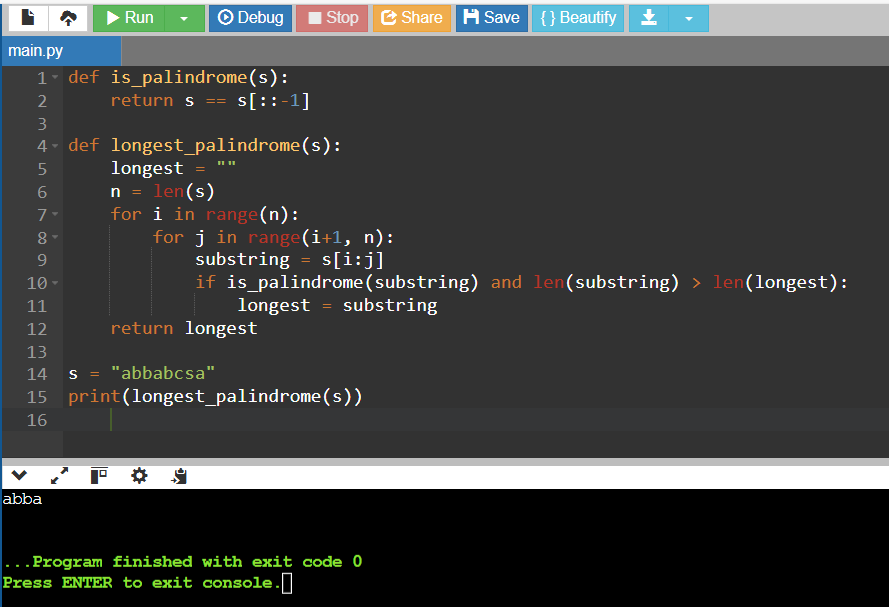 Run Debug Stop Share Save { } Beautify
main.py
1 def is_palindrome(s):
2     return s == s[::-1]
3
4 def longest_palindrome(s):
5     longest = ""
6     n = len(s)
7     for i in range(n):
8         for j in range(i+1, n):
9             substring = s[i:j]
10             if is_palindrome(substring) and len(substring) > len(longest):
11                 longest = substring
12     return longest
13
14 s = "abbabcsa"
15 print(longest_palindrome(s))
16
abba
...Program finished with exit code 0
Press ENTER to exit console.